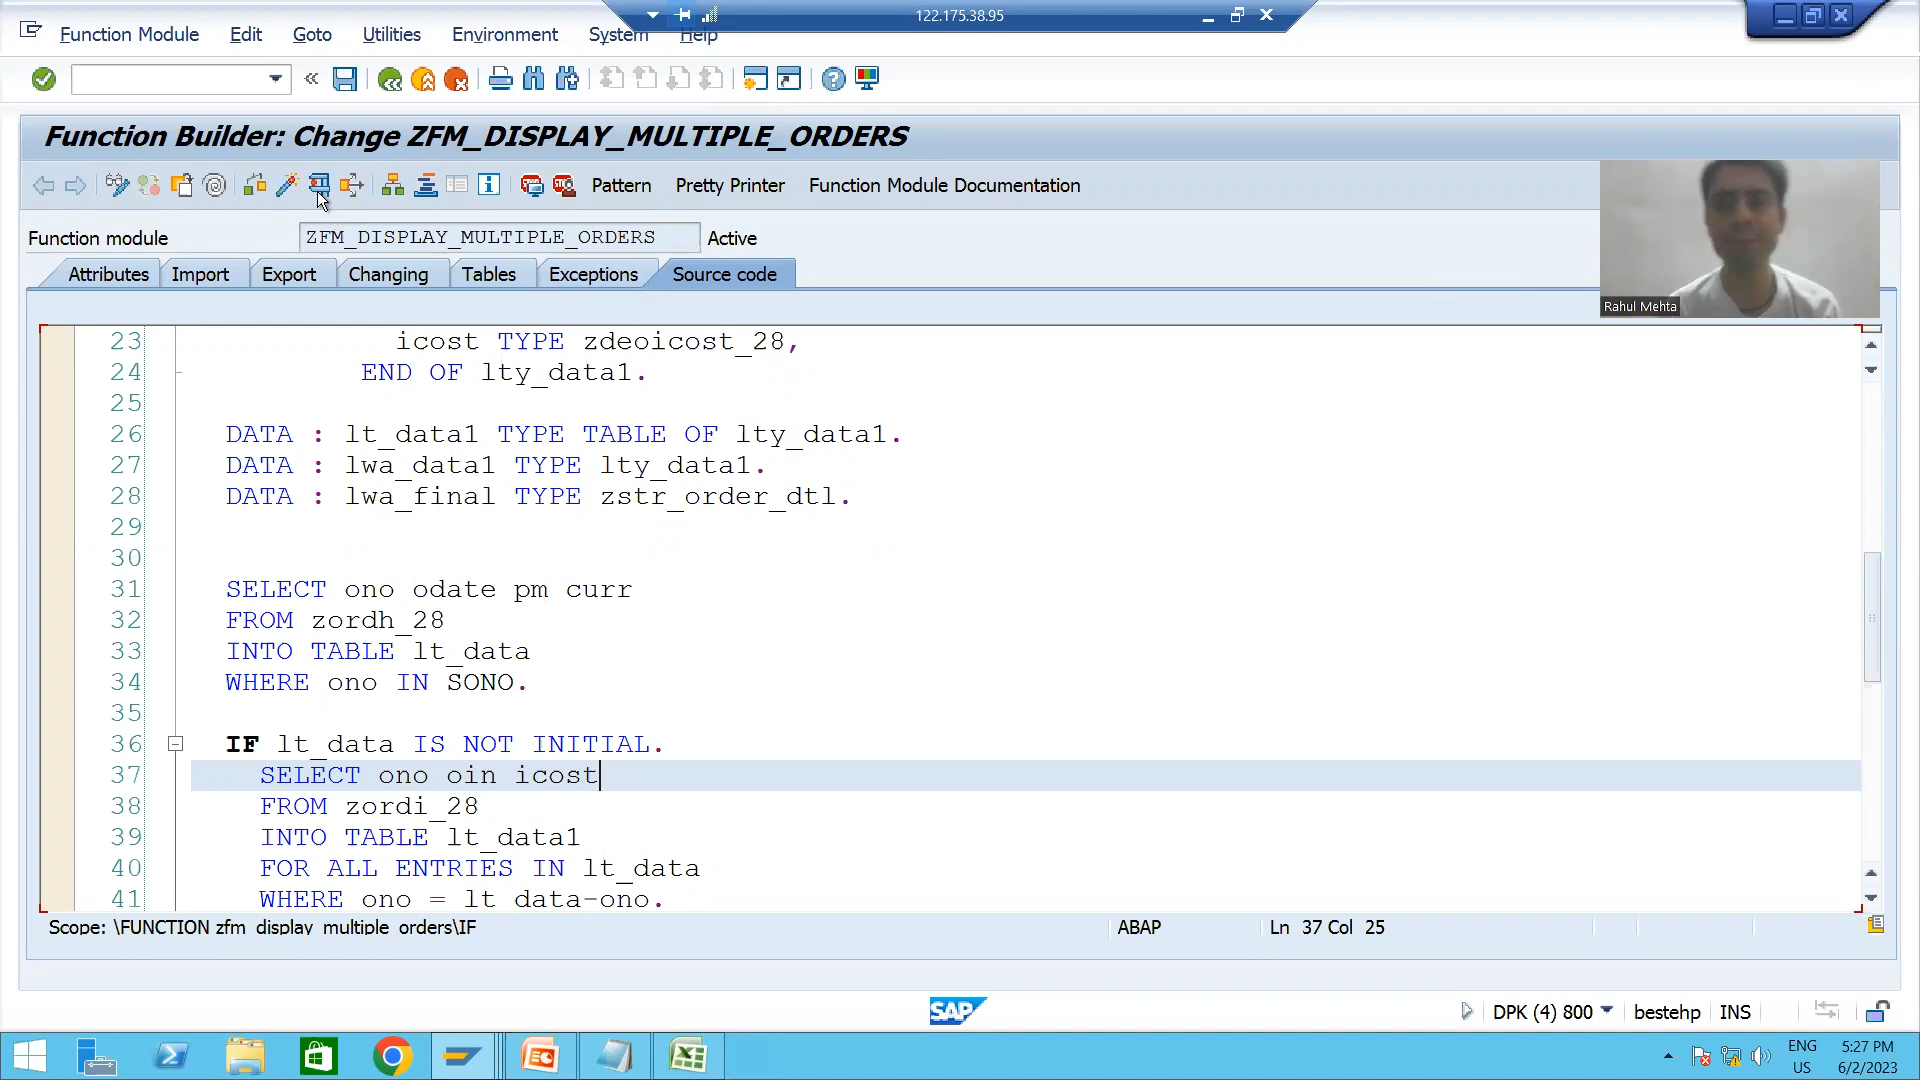 122.175.38.95
Function Module Edit Goto Utilities Environment System Help
Function Builder: Change ZFM_DISPLAY_MULTIPLE_ORDERS
Pattern Pretty Printer Function Module Documentation
Function module ZFM_DISPLAY_MULTIPLE_ORDERS Active
Attributes Import Export Changing Tables Exceptions Source code
Rahul Mehta
23 icost TYPE zdeoicost_28,
24 END OF lty_data1.
25
26 DATA : lt_data1 TYPE TABLE OF lty_data1.
27 DATA : lwa_data1 TYPE lty_data1.
28 DATA : lwa_final TYPE zstr_order_dtl.
29
30
31 SELECT ono odate pm curr
32 FROM zordh_28
33 INTO TABLE lt_data
34 WHERE ono IN SONO.
35
36 IF lt_data IS NOT INITIAL.
37 SELECT ono oin icost
38 FROM zordi_28
39 INTO TABLE lt_data1
40 FOR ALL ENTRIES IN lt_data
41 WHERE ono = lt_data-ono.
Scope: \FUNCTION zfm_display_multiple_orders\IF ABAP Ln 37 Col 25
SAP DPK (4) 800 bestehp INS
ENG 5:27 PM
US 6/2/2023